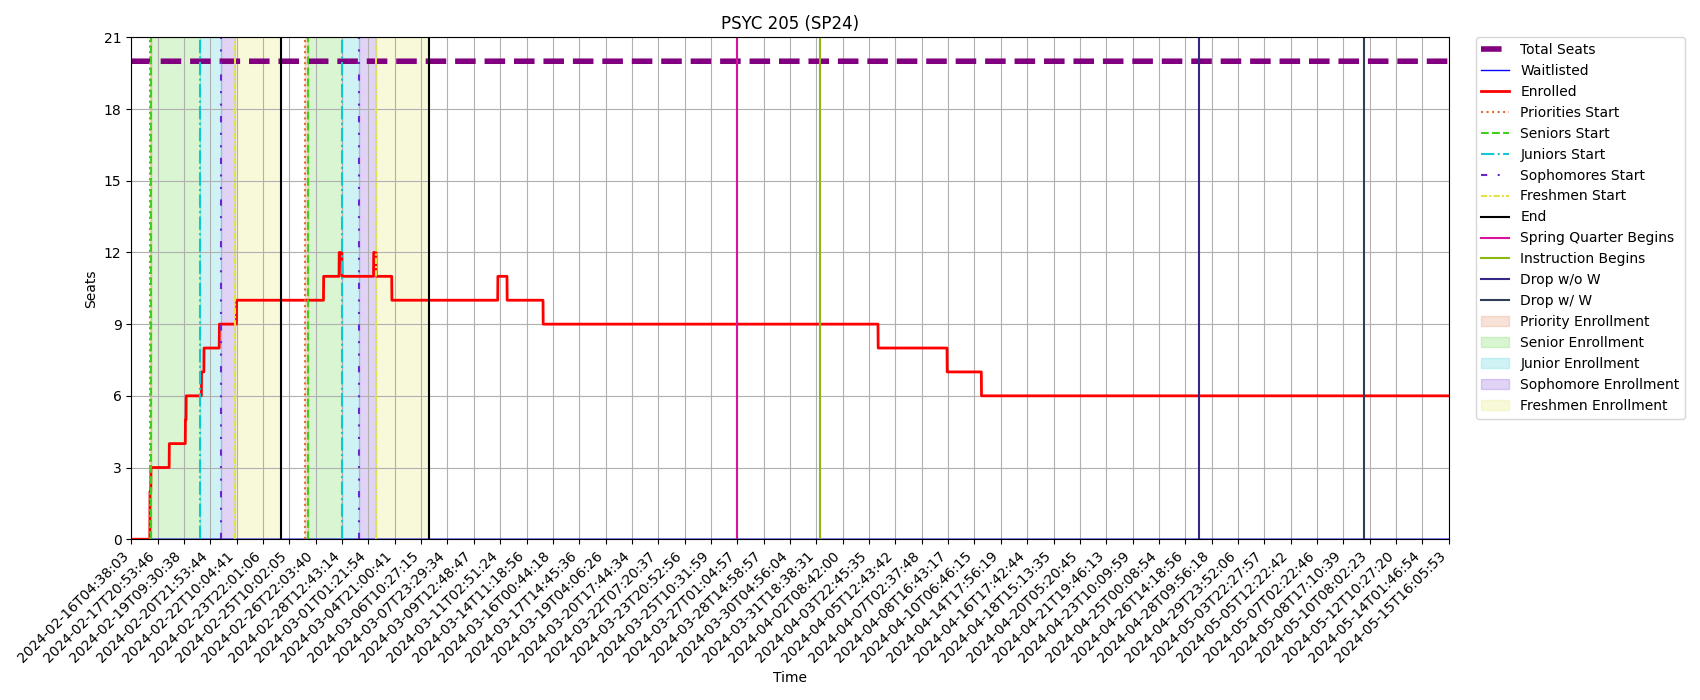 PSYC 205 (SP24)
Seats
21
18
15
12
9
6
3
0
2024-02-16T04:38:03
2024-02-17T20:53:46
2024-02-19T09:30:38
2024-02-20T21:53:44
2024-02-22T10:04:41
2024-02-23T22:01:06
2024-02-25T10:02:05
2024-02-26T22:03:40
2024-02-28T12:43:14
2024-03-01T01:21:54
2024-03-04T21:00:41
2024-03-06T10:27:15
2024-03-07T23:29:34
2024-03-09T12:48:47
2024-03-11T02:51:24
2024-03-14T11:18:56
2024-03-16T00:44:18
2024-03-17T14:45:36
2024-03-19T04:06:26
2024-03-20T17:44:34
2024-03-22T07:20:37
2024-03-23T20:52:56
2024-03-25T10:31:59
2024-03-27T01:04:57
2024-03-28T14:58:57
2024-03-30T04:56:04
2024-03-31T18:38:31
2024-04-02T08:42:00
2024-04-03T22:45:35
2024-04-05T12:43:42
2024-04-07T02:37:48
2024-04-08T16:43:17
2024-04-10T06:46:15
2024-04-14T17:56:19
2024-04-16T17:42:44
2024-04-18T15:13:35
2024-04-20T05:20:45
2024-04-21T19:46:13
2024-04-23T10:09:59
2024-04-25T00:08:54
2024-04-26T14:18:56
2024-04-28T09:56:18
2024-04-29T23:52:06
2024-05-03T22:27:57
2024-05-05T12:22:42
2024-05-07T02:22:46
2024-05-08T17:10:39
2024-05-10T08:02:23
2024-05-12T10:27:20
2024-05-14T01:46:54
2024-05-15T16:05:53
Time
Total Seats
Waitlisted
Enrolled
Priorities Start
Seniors Start
Juniors Start
Sophomores Start
Freshmen Start
End
Spring Quarter Begins
Instruction Begins
Drop w/o W
Drop w/ W
Priority Enrollment
Senior Enrollment
Junior Enrollment
Sophomore Enrollment
Freshmen Enrollment